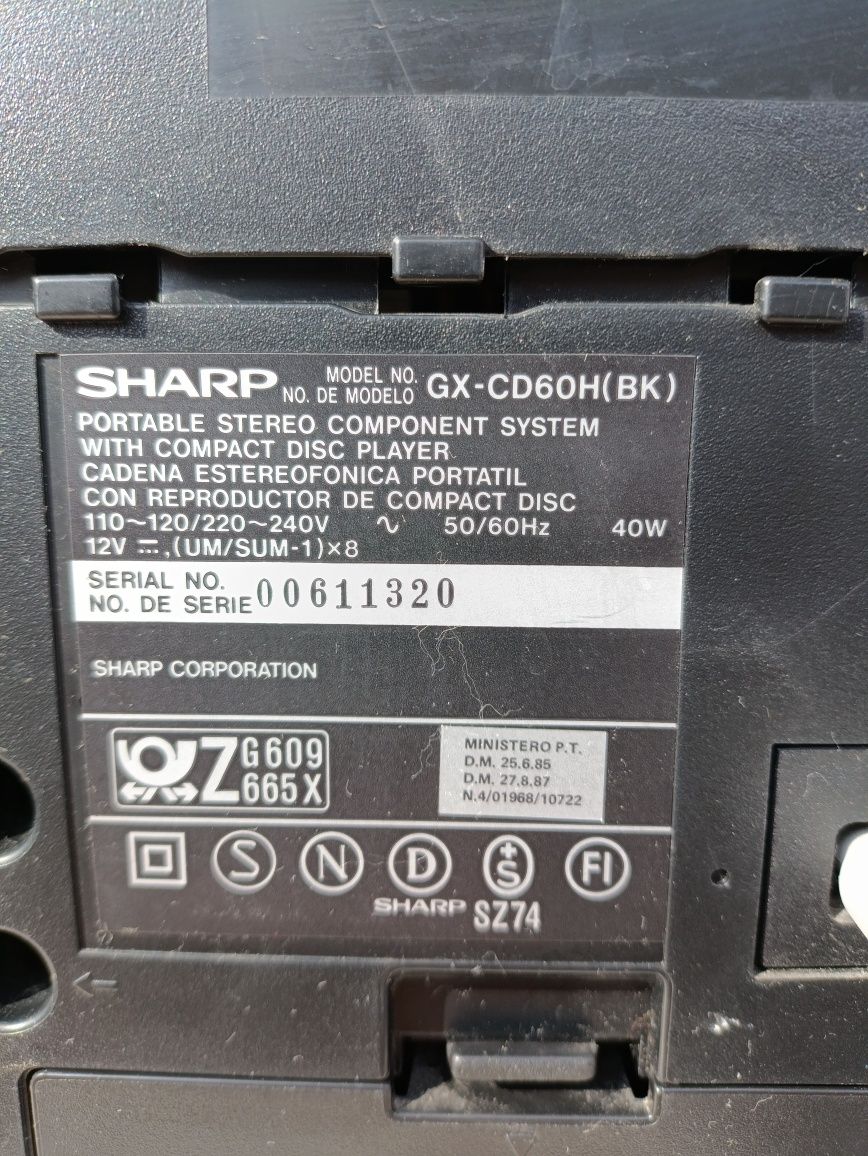 SHARP MODEL NO. GX-CD60H(BK)
NO. DE MODELO
PORTABLE STEREO COMPONENT SYSTEM
WITH COMPACT DISC PLAYER
CADENA ESTEREOFONICA PORTATIL
CON REPRODUCTOR DE COMPACT DISC
110~120/220~240V ∿ 50/60Hz 40W
12V ⎓,(UM/SUM-1)×8
SERIAL NO.
NO. DE SERIE 00611320
SHARP CORPORATION
Z G609
665X
MINISTERO P.T.
D.M. 25.6.85
D.M. 27.8.87
N.4/01968/10722
S N D +S FI
SHARP SZ74